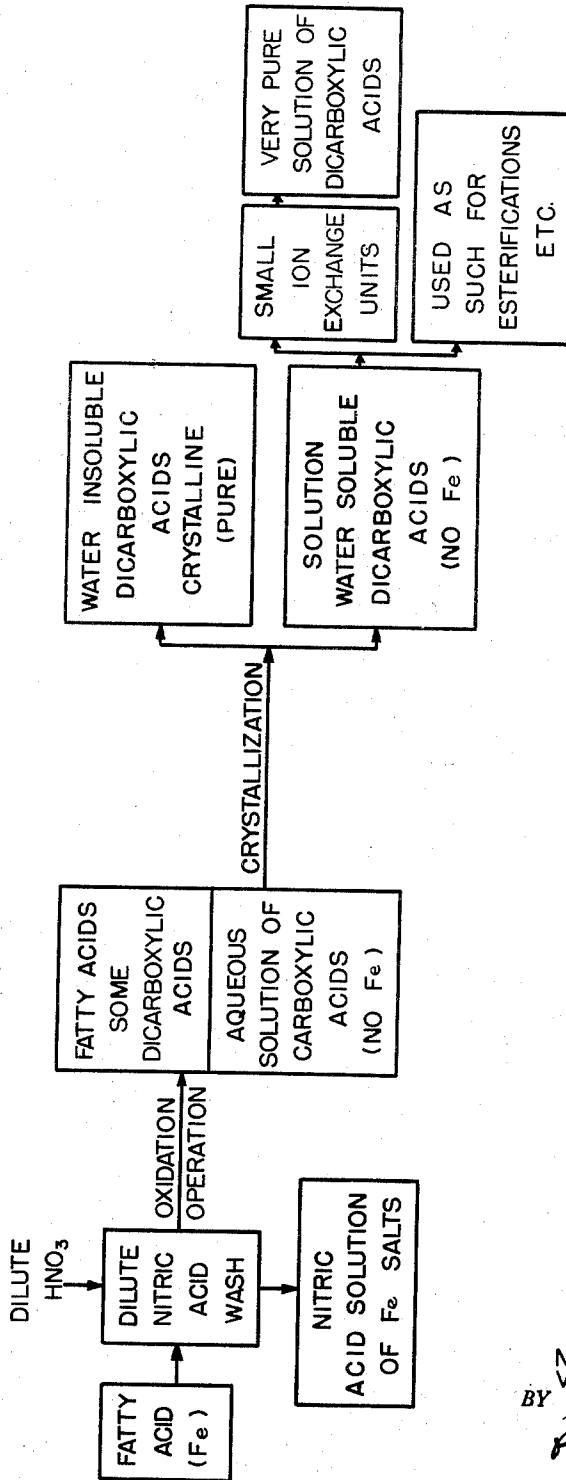 DILUTE
HNO3
FATTY
ACID
(Fe)
DILUTE
NITRIC
ACID
WASH
NITRIC
ACID SOLUTION
OF Fe SALTS
OXIDATION
OPERATION
FATTY ACIDS
SOME
DICARBOXYLIC
ACIDS
AQUEOUS
SOLUTION OF
CARBOXYLIC
ACIDS
(NO Fe)
CRYSTALLIZATION
WATER INSOLUBLE
DICARBOXYLIC
ACIDS
CRYSTALLINE
(PURE)
SOLUTION
WATER SOLUBLE
DICARBOXYLIC
ACIDS
(NO Fe)
SMALL
ION
EXCHANGE
UNITS
VERY PURE
SOLUTION OF
DICARBOXYLIC
ACIDS
USED AS
SUCH FOR
ESTERIFICATIONS
ETC.
BY